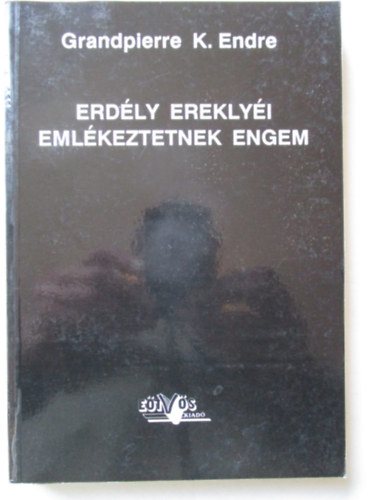 Grandpierre K. Endre
ERDÉLY EREKLYÉI
EMLÉKEZTETNEK ENGEM
EÖTVÖS
KIADÓ